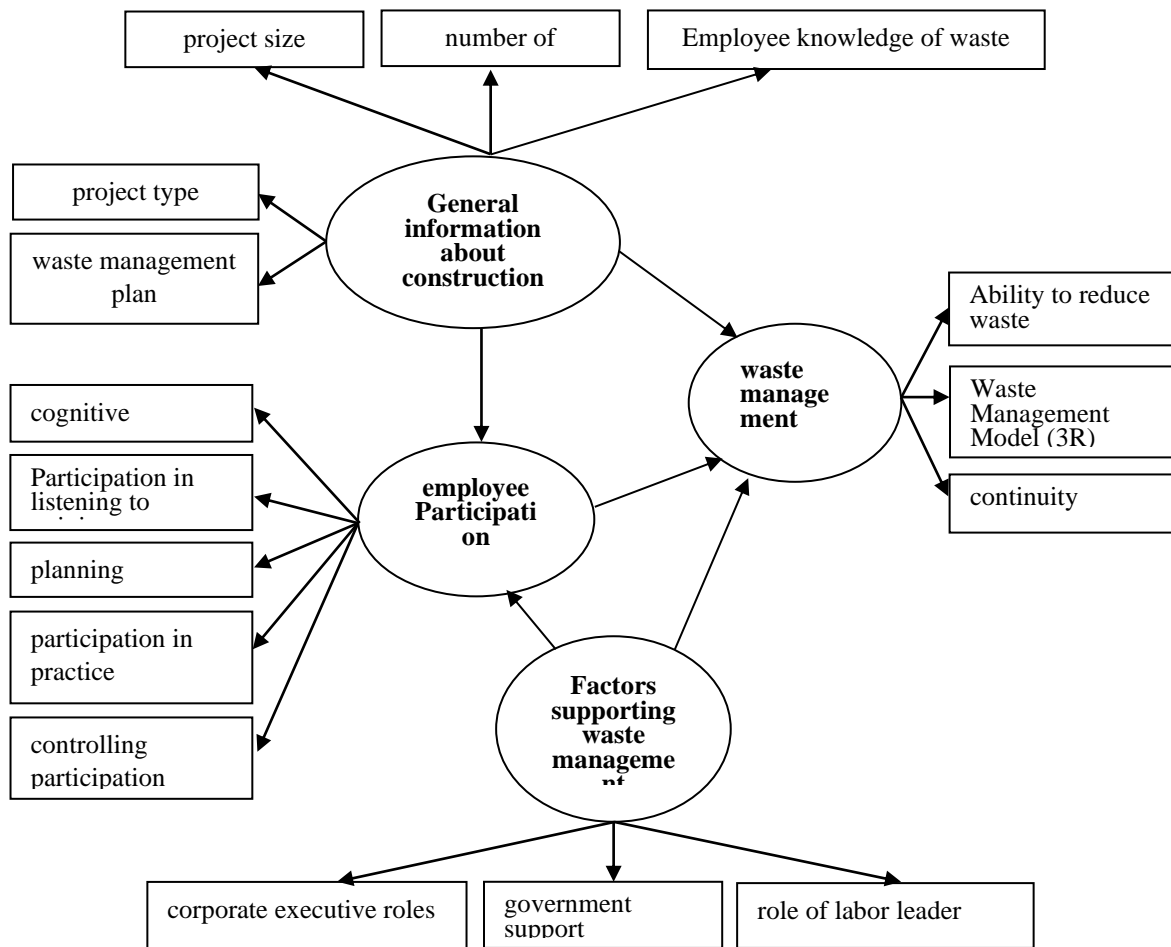 project size
number of
Employee knowledge of waste
project type
General
information
about
construction
waste management
plan
Ability to reduce
waste
waste
manage
ment
Waste
Management
Model (3R)
continuity
cognitive
Participation in
listening to
employee
Participati
on
planning
participation in
practice
controlling
participation
Factors
supporting
waste
manageme
nt
corporate executive roles
government
support
role of labor leader